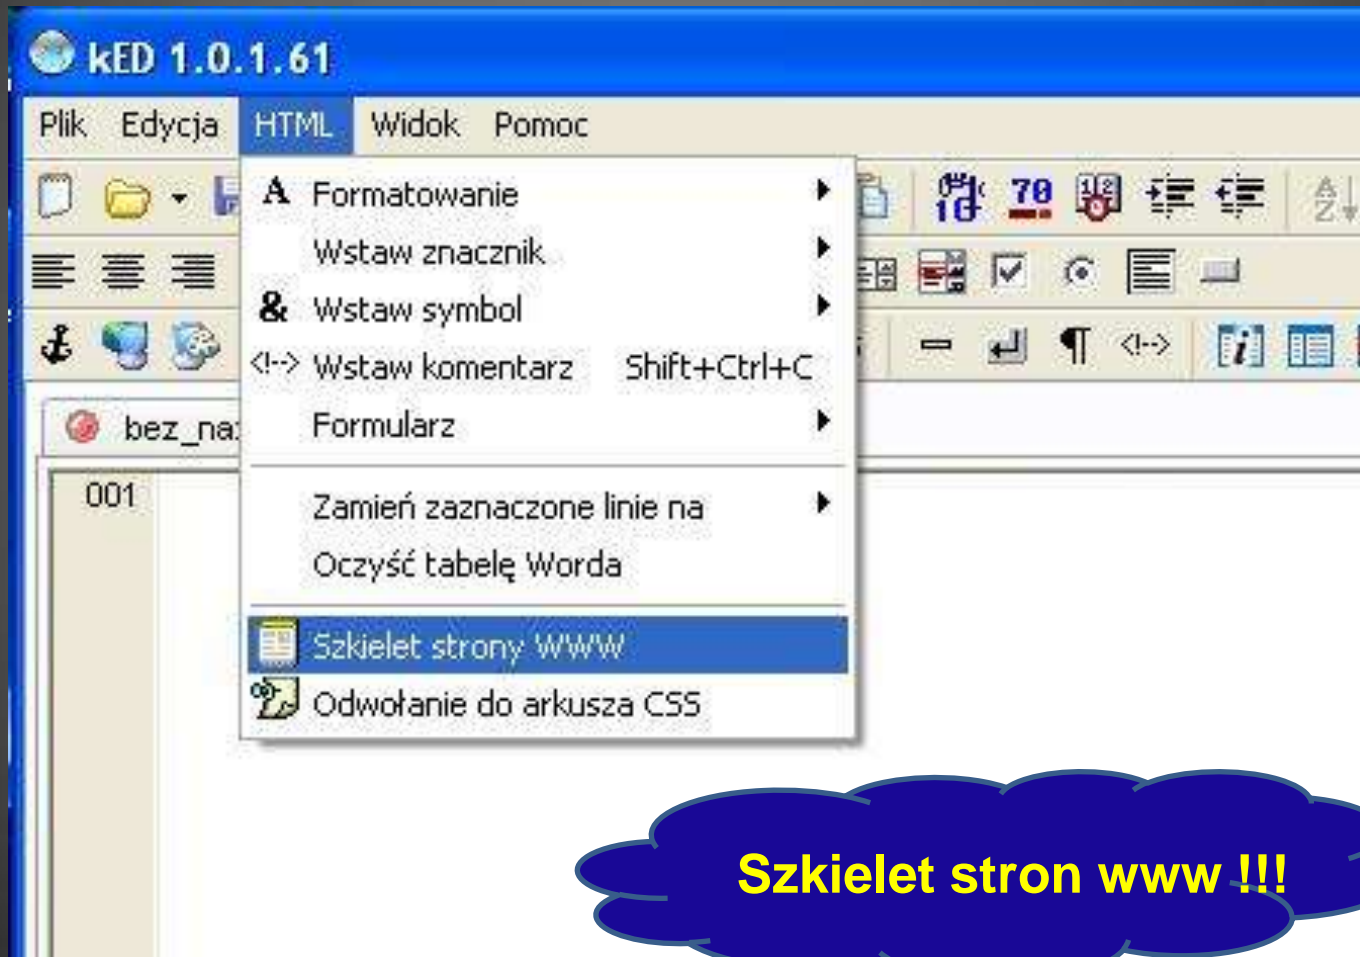 kED 1.0.1.61
Plik Edycja HTML Widok Pomoc
A Formatowanie
Wstaw znacznik
& Wstaw symbol
<!--> Wstaw komentarz Shift+Ctrl+C
Formularz
bez_na
001
Zamień zaznaczone linie na
Oczyść tabelę Worda
Szkielet strony WWW
Odwołanie do arkusza CSS
Szkielet stron www !!!